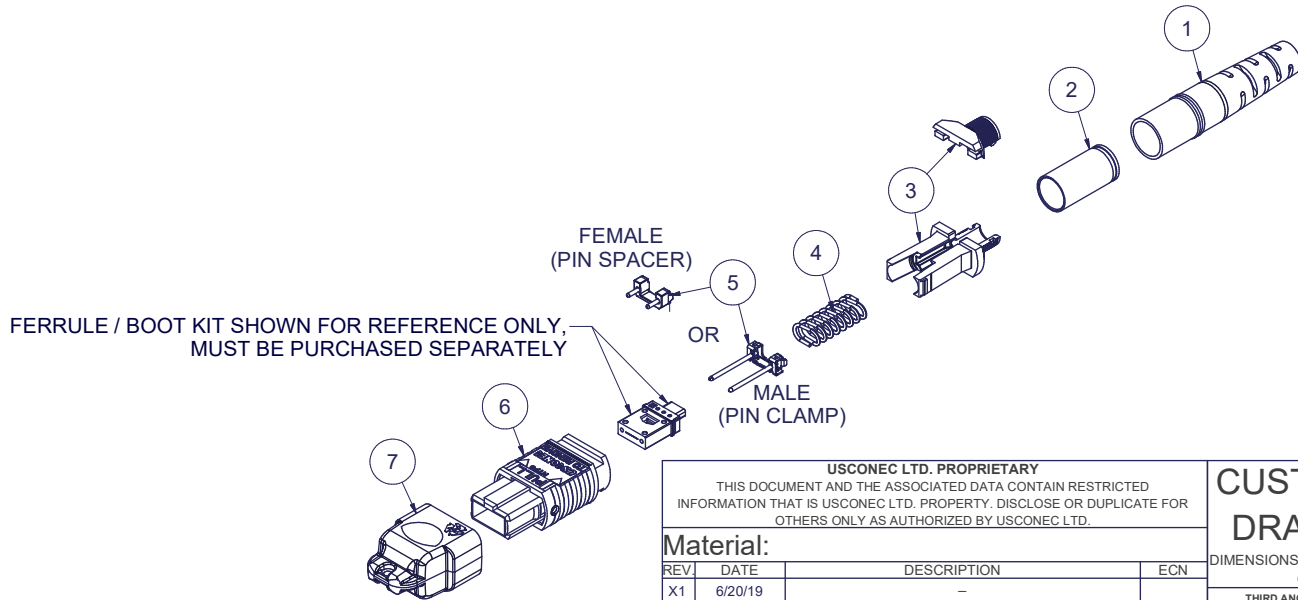 1
2
3
FEMALE
(PIN SPACER)
4
5
FERRULE / BOOT KIT SHOWN FOR REFERENCE ONLY,
MUST BE PURCHASED SEPARATELY
OR
MALE
(PIN CLAMP)
6
7
USCONEC LTD. PROPRIETARY
THIS DOCUMENT AND THE ASSOCIATED DATA CONTAIN RESTRICTED
INFORMATION THAT IS USCONEC LTD. PROPERTY. DISCLOSE OR DUPLICATE FOR
OTHERS ONLY AS AUTHORIZED BY USCONEC LTD.
Material:
REV. DATE DESCRIPTION ECN
X1 6/20/19 –
CUST
DRA
DIMENSIONS
THIRD AN